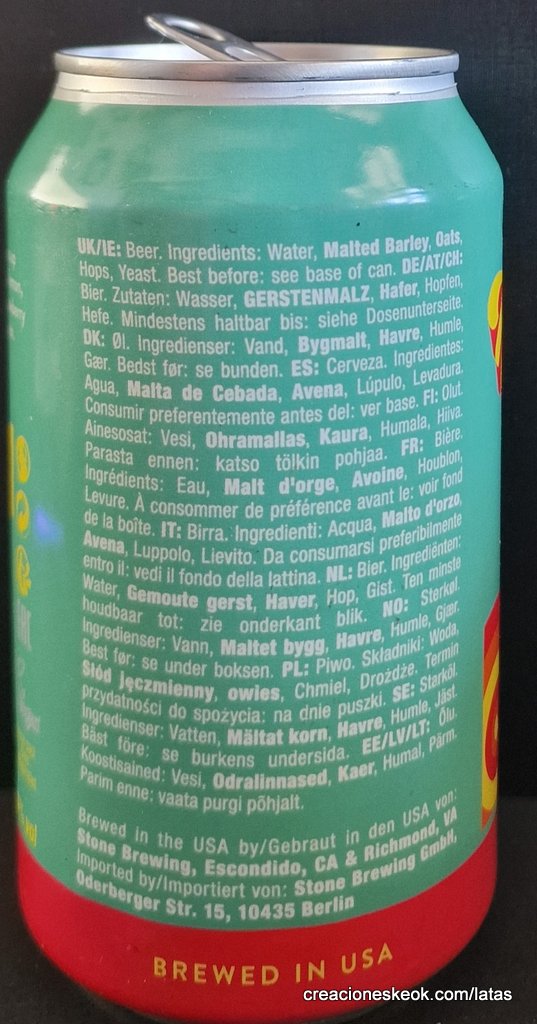 UK/IE: Beer. Ingredients: Water, Malted Barley, Oats,
Hops, Yeast. Best before: see base of can. DE/AT/CH:
Bier. Zutaten: Wasser, GERSTENMALZ, Hafer, Hopfen,
Hefe. Mindestens haltbar bis: siehe Dosenunterseite.
DK: Øl. Ingredienser: Vand, Bygmalt, Havre, Humle,
Gær. Bedst før: se bunden. ES: Cerveza. Ingredientes:
Agua, Malta de Cebada, Avena, Lúpulo, Levadura.
Consumir preferentemente antes del: ver base. FI: Olut.
Ainesosat: Vesi, Ohramallas, Kaura, Humala, Hiiva.
Parasta ennen: katso tölkin pohjaa. FR: Bière.
Ingrédients: Eau, Malt d'orge, Avoine, Houblon,
Levure. À consommer de préférence avant le: voir fond
de la boîte. IT: Birra. Ingredienti: Acqua, Malto d'orzo,
Avena, Luppolo, Lievito. Da consumarsi preferibilmente
entro il: vedi il fondo della lattina. NL: Bier. Ingrediënten:
Water, Gemoute gerst, Haver, Hop, Gist. Ten minste
houdbaar tot: zie onderkant blik. NO: Sterkøl.
Ingredienser: Vann, Maltet bygg, Havre, Humle, Gjær.
Best før: se under boksen. PL: Piwo. Składniki: Woda,
Słód jęczmienny, owies, Chmiel, Drożdże. Termin
przydatności do spożycia: na dnie puszki. SE: Starköl.
Ingredienser: Vatten, Mältat korn, Havre, Humle, Jäst.
Bäst före: se burkens undersida. EE/LV/LT: Õlu.
Koostisained: Vesi, Odralinnased, Kaer, Humal, Pärm.
Parim enne: vaata purgi põhjalt.
Brewed in the USA by/Gebraut in den USA von:
Stone Brewing, Escondido, CA & Richmond, VA
Imported by/Importiert von: Stone Brewing GmbH,
Oderberger Str. 15, 10435 Berlin
BREWED IN USA
creacioneskeok.com/latas